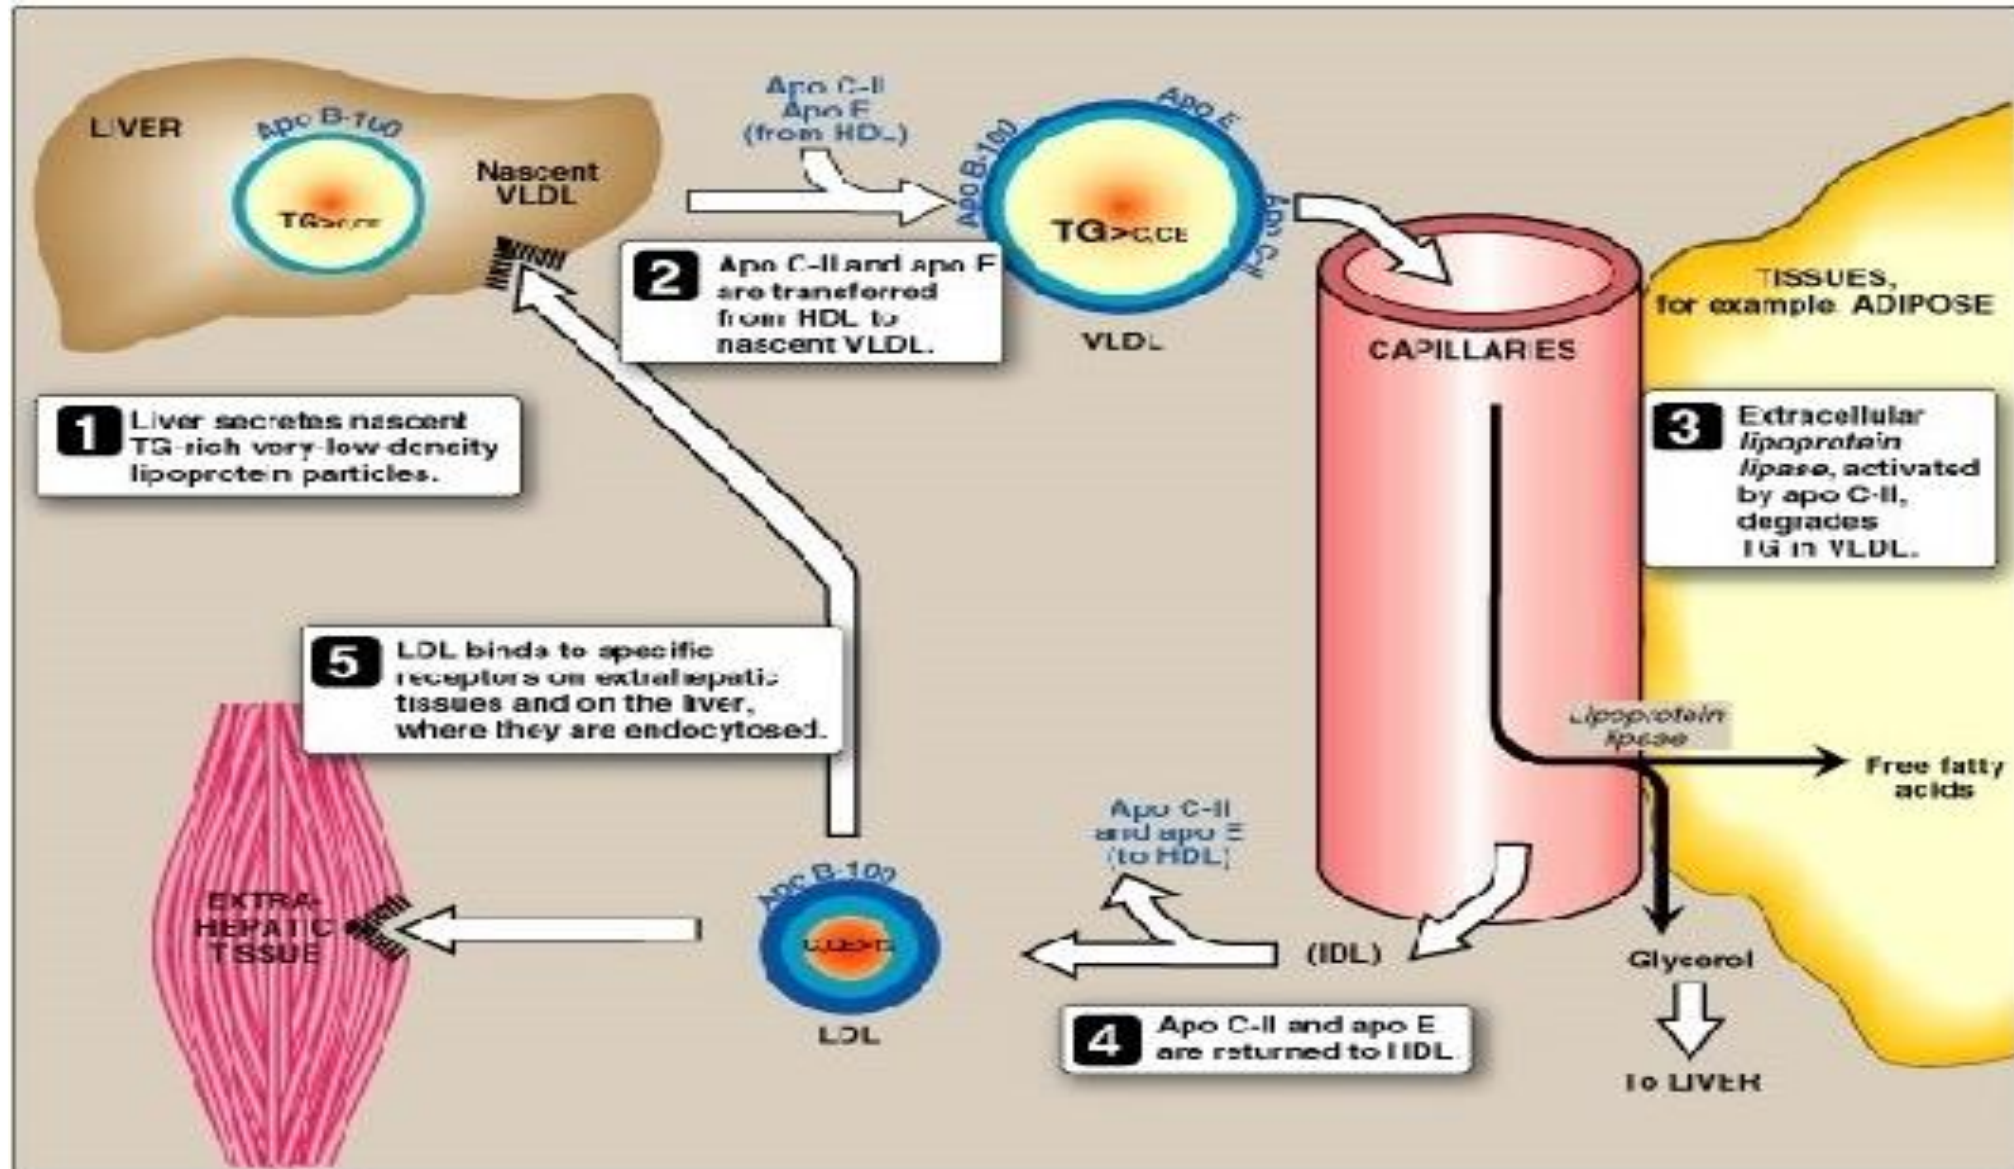 LIVER
Apo B-100
Nascent
VLDL
Apo C-II
Apo E
(from HDL)
Apo B-100
Apo E
Apo C-II
TG>C,CE
VLDL
1 Liver secretes nascent
TG-rich very-low-density
lipoprotein particles.
2 Apo C-II and apo E
are transferred
from HDL to
nascent VLDL.
CAPILLARIES
TISSUES,
for example ADIPOSE
3 Extracellular
lipoprotein
lipase, activated
by apo C-II,
degrades
TG in VLDL.
Lipoprotein
lipase
Free fatty
acids
Glycerol
To LIVER
(IDL)
Apo C-II
and apo E
(to HDL)
4 Apo C-II and apo E
are returned to HDL.
Apo B-100
LDL
5 LDL binds to specific
receptors on extrahepatic
tissues and on the liver,
where they are endocytosed.
EXTRA-
HEPATIC
TISSUE